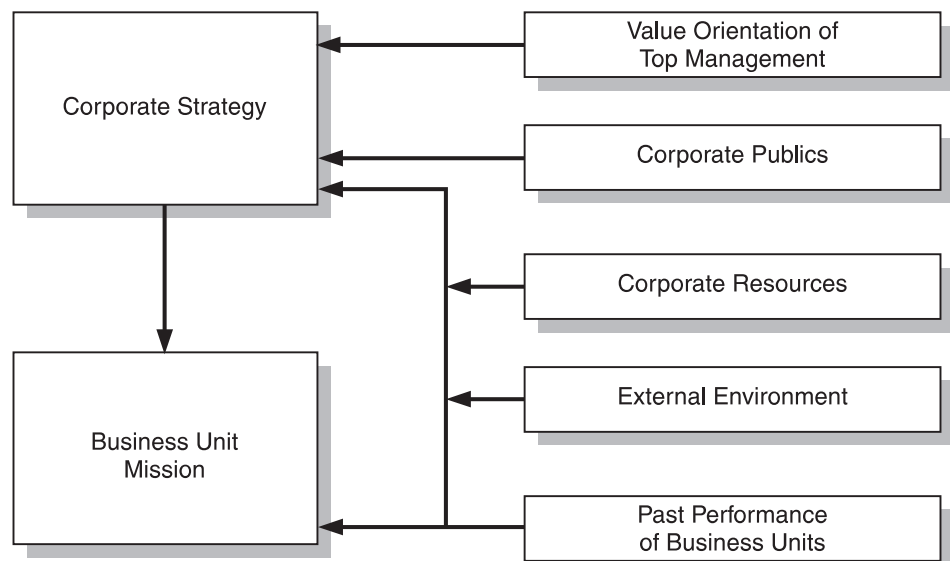 Corporate Strategy
Business Unit
Mission
Value Orientation of
Top Management
Corporate Publics
Corporate Resources
External Environment
Past Performance
of Business Units